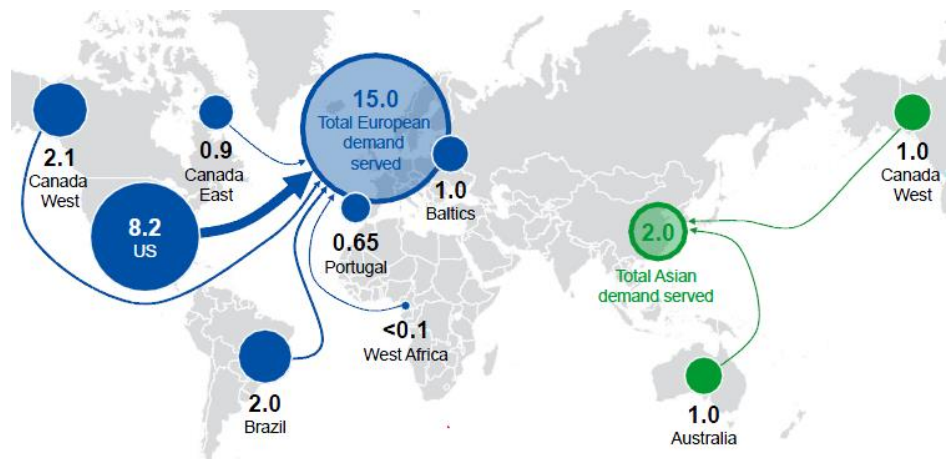 15.0
Total European
demand
served
2.1
Canada
West
0.9
Canada
East
1.0
Baltics
1.0
Canada
West
8.2
US
0.65
Portugal
2.0
Total Asian
demand served
<0.1
West Africa
2.0
Brazil
1.0
Australia